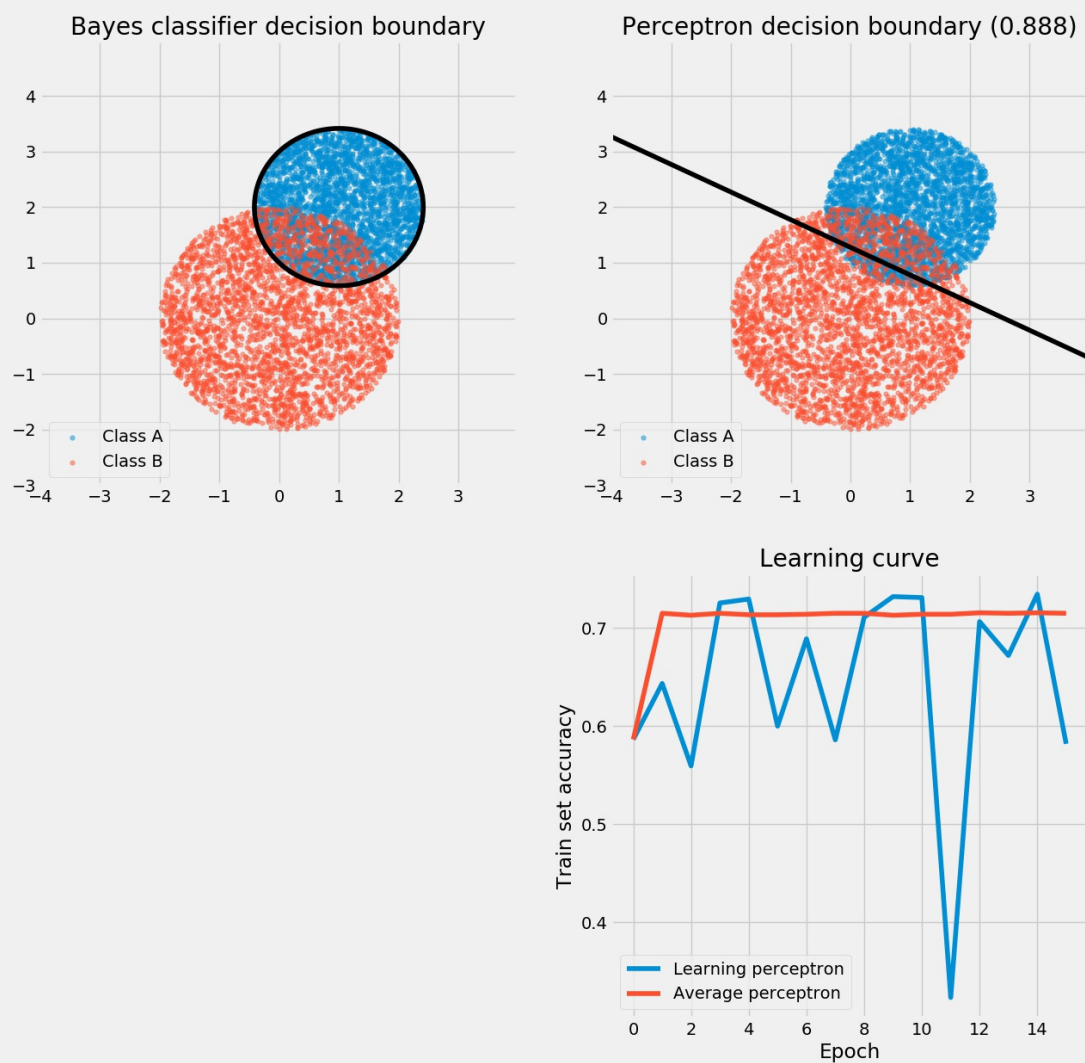 Bayes classifier decision boundary
4
3
2
1
0
−1
−2
−3
Class A
Class B
−4 −3 −2 −1 0 1 2 3
Perceptron decision boundary (0.888)
4
3
2
1
0
−1
−2
−3
Class A
Class B
−4 −3 −2 −1 0 1 2 3
Learning curve
Train set accuracy
0.7
0.6
0.5
0.4
Learning perceptron
Average perceptron
0 2 4 6 8 10 12 14
Epoch